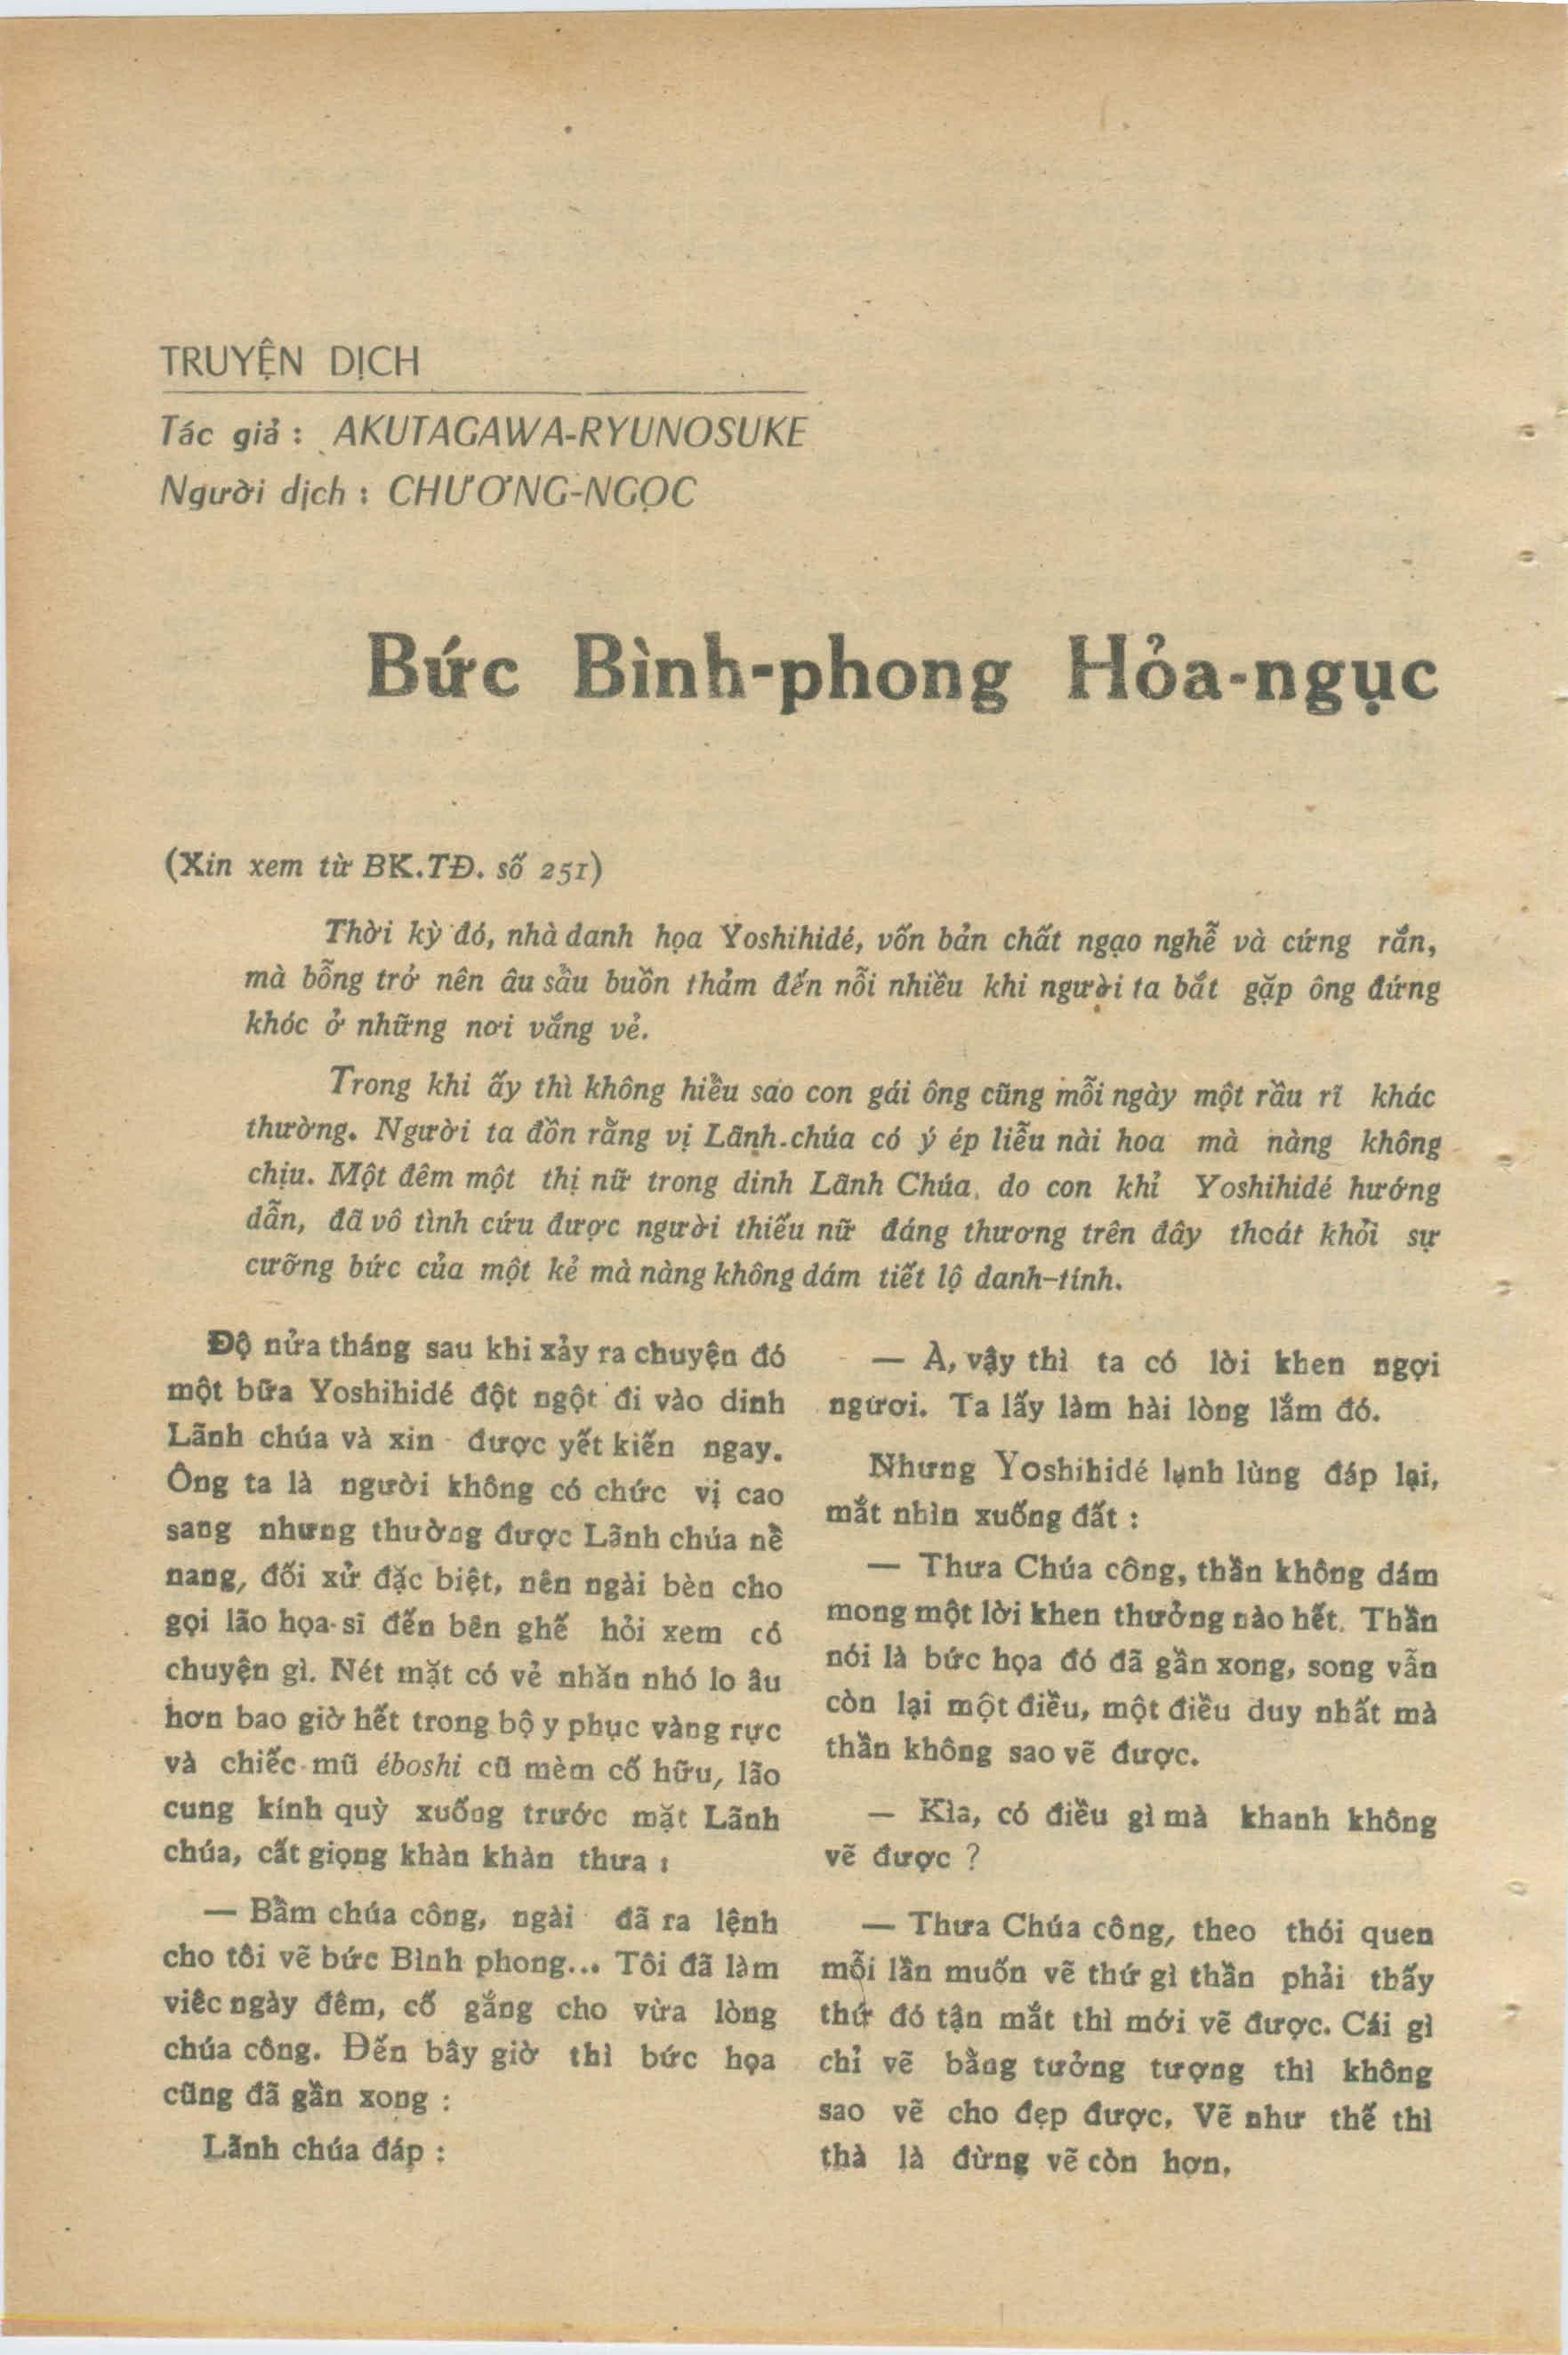 TRUYỆN DỊCH
Tác giả : AKUTAGAWA-RYUNOSUKE
Người dịch : CHƯƠNG-NGỌC
Bức Bình-phong Hỏa-ngục
(Xin xem từ BK.TĐ. số 251)
Thời kỳ đó, nhà danh họa Yoshihidé, vốn bản chất ngạo nghễ và cứng rắn,
mà bỗng trở nên âu sầu buồn thảm đến nỗi nhiều khi người ta bắt gặp ông đứng
khóc ở những nơi vắng vẻ.
Trong khi ấy thì không hiểu sao con gái ông cũng mỗi ngày một rầu rĩ khác
thường. Người ta đồn rằng vị Lãnh-chúa có ý ép liễu nài hoa mà nàng không
chịu. Một đêm một thị nữ trong dinh Lãnh Chúa, do con khỉ Yoshihidé hướng
dẫn, đã vô tình cứu được người thiếu nữ đáng thương trên đây thoát khỏi sự
cưỡng bức của một kẻ mà nàng không dám tiết lộ danh-tính.
Độ nửa tháng sau khi xảy ra chuyện đó
một bữa Yoshihidé đột ngột đi vào dinh
Lãnh chúa và xin được yết kiến ngay.
Ông ta là người không có chức vị cao
sang nhưng thường được Lãnh chúa nề
nang, đối xử đặc biệt, nên ngài bèn cho
gọi lão họa-sĩ đến bên ghế hỏi xem có
chuyện gì. Nét mặt có vẻ nhăn nhó lo âu
hơn bao giờ hết trong bộ y phục vàng rực
và chiếc mũ éboshi cũ mèm cố hữu, lão
cung kính quỳ xuống trước mặt Lãnh
chúa, cất giọng khàn khàn thưa :
— Bầm chúa công, ngài đã ra lệnh
cho tôi vẽ bức Bình phong... Tôi đã làm
viêc ngày đêm, cố gắng cho vừa lòng
chúa công. Đến bây giờ thì bức họa
cũng đã gần xong :
Lãnh chúa đáp :
— À, vậy thì ta có lời khen ngợi
ngươi. Ta lấy làm hài lòng lắm đó.
Nhưng Yoshihidé lạnh lùng đáp lại,
mắt nhìn xuống đất :
— Thưa Chúa công, thần không dám
mong một lời khen thưởng nào hết. Thần
nói là bức họa đó đã gần xong, song vẫn
còn lại một điều, một điều duy nhất mà
thần không sao vẽ được.
— Kìa, có điều gì mà khanh không
vẽ được ?
— Thưa Chúa công, theo thói quen
mỗi lần muốn vẽ thứ gì thần phải thấy
thứ đó tận mắt thì mới vẽ được. Cái gì
chỉ vẽ bằng tưởng tượng thì không
sao vẽ cho đẹp được. Vẽ như thế thì
thà là đừng vẽ còn hơn.